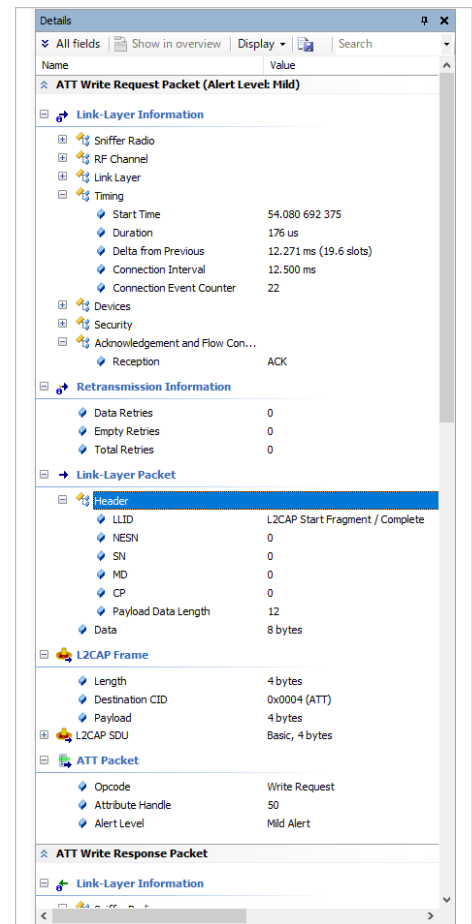 Details
All fields Show in overview Display Search
Name Value
ATT Write Request Packet (Alert Level: Mild)
Link-Layer Information
Sniffer Radio
RF Channel
Link Layer
Timing
Start Time 54.080 692 375
Duration 176 us
Delta from Previous 12.271 ms (19.6 slots)
Connection Interval 12.500 ms
Connection Event Counter 22
Devices
Security
Acknowledgement and Flow Con...
Reception ACK
Retransmission Information
Data Retries 0
Empty Retries 0
Total Retries 0
Link-Layer Packet
Header
LLID L2CAP Start Fragment / Complete
NESN 0
SN 0
MD 0
CP 0
Payload Data Length 12
Data 8 bytes
L2CAP Frame
Length 4 bytes
Destination CID 0x0004 (ATT)
Payload 4 bytes
L2CAP SDU Basic, 4 bytes
ATT Packet
Opcode Write Request
Attribute Handle 50
Alert Level Mild Alert
ATT Write Response Packet
Link-Layer Information